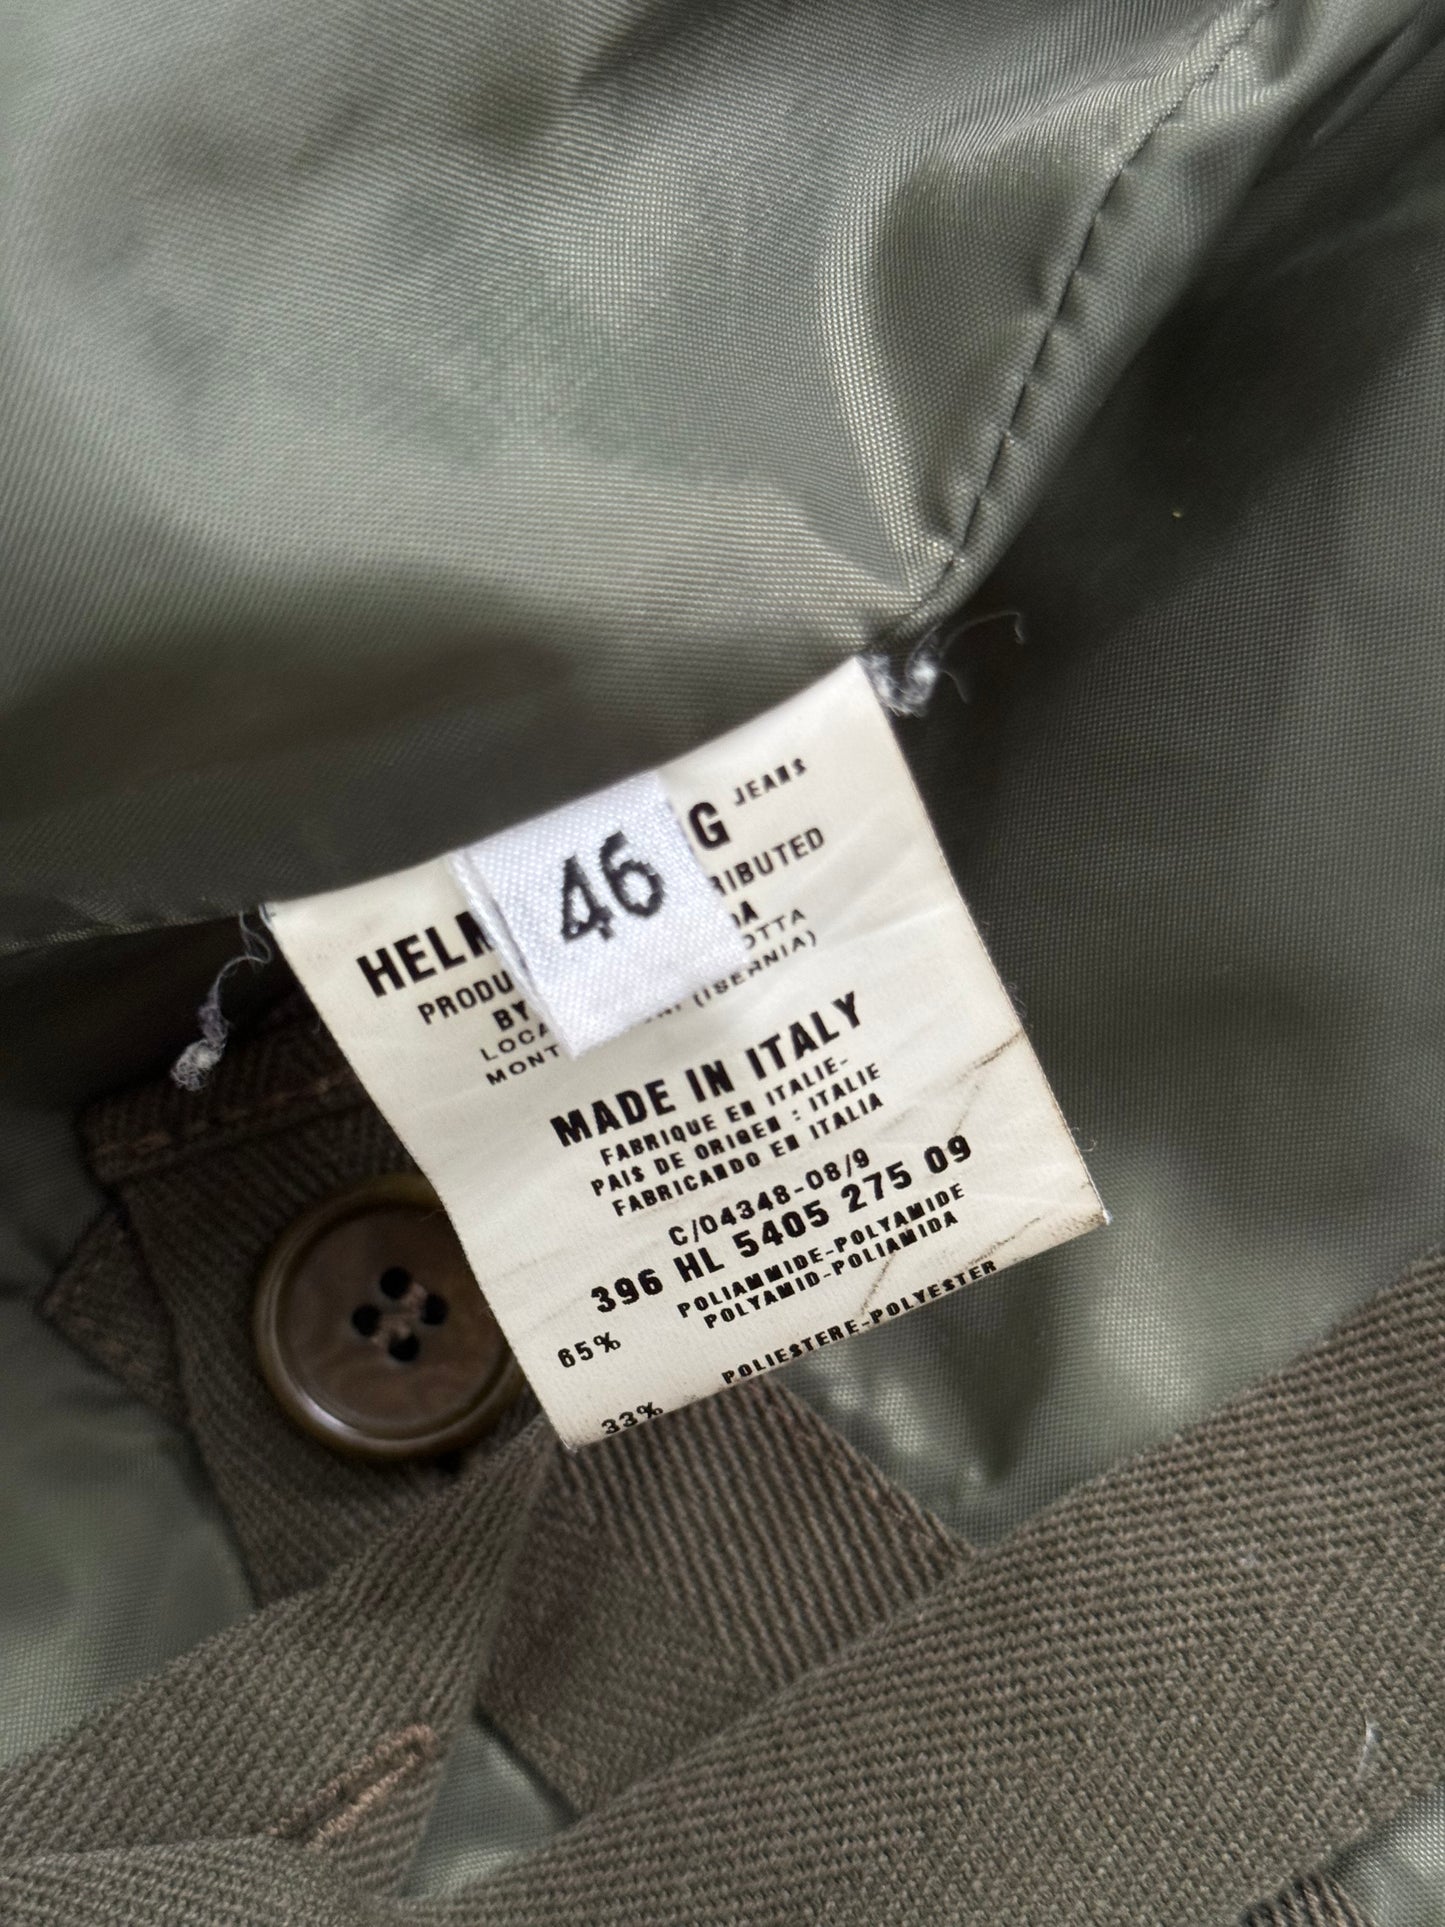 46
HELM G JEANS
PRODU RIBUTED
BY DA
LOCA OTTA
MONT NI (ISERNIA)
MADE IN ITALY
FABRIQUE EN ITALIE-
PAIS DE ORIGEN : ITALIE
FABRICANDO EN ITALIA
C/04348-08/9
396 HL 5405 275 09
POLIAMMIDE-POLYAMIDE
65% POLYAMID-POLIAMIDA
POLIESTERE-POLYESTER
33%